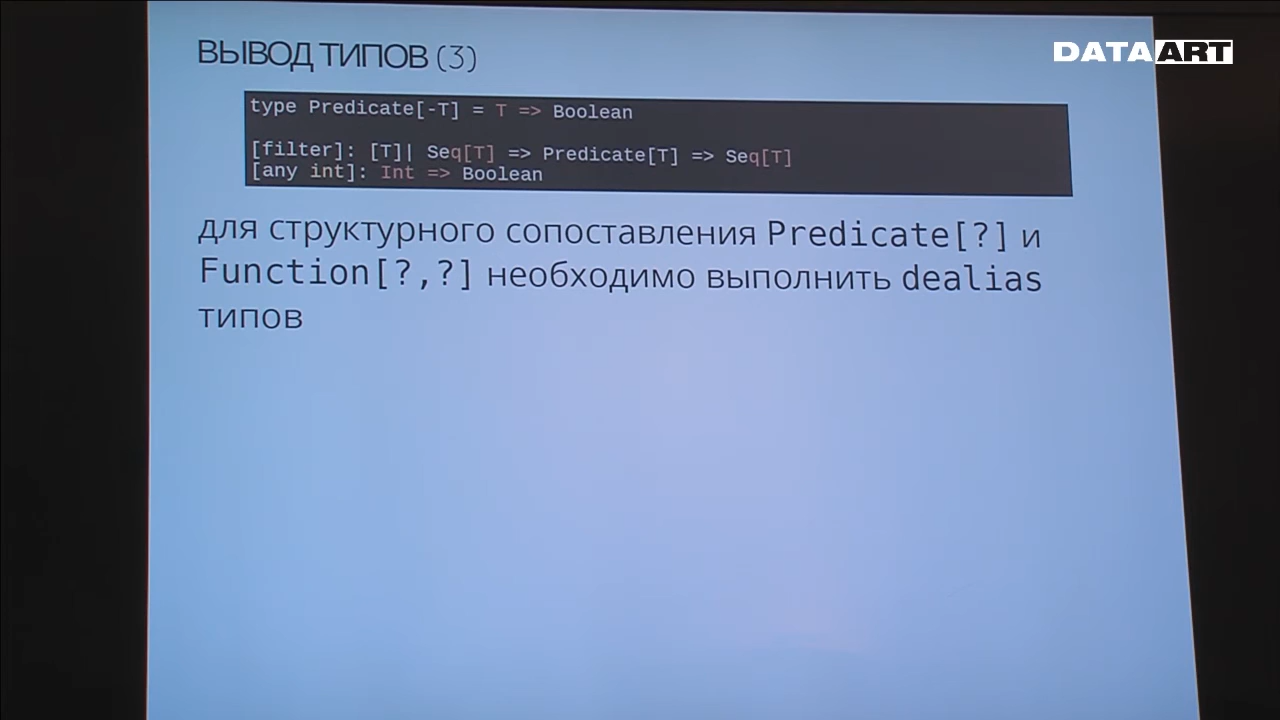 ВЫВОД ТИПОВ (3)
DATAART
type Predicate[-T] = T => Boolean
[filter]: [T]| Seq[T] => Predicate[T] => Seq[T]
[any int]: Int => Boolean
для структурного сопоставления Predicate[?] и
Function[?,?] необходимо выполнить dealias
типов